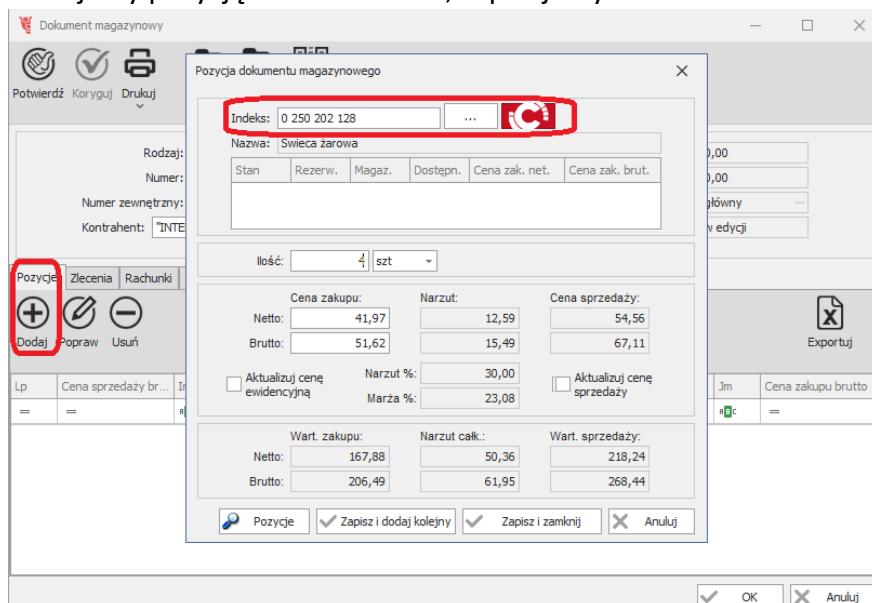 Dokument magazynowy
Potwierdź Koryguj Drukuj
Rodzaj:
Numer:
Numer zewnętrzny:
Kontrahent: "INTE
0,00
0,00
główny ...
w edycji
Pozycje Zlecenia Rachunki
Dodaj Popraw Usuń
Exportuj
Lp Cena sprzedaży br... Jm Cena zakupu brutto
= = =
Pozycja dokumentu magazynowego
Indeks: 0 250 202 128 ...
Nazwa: Swieca żarowa
Stan Rezerw. Magaz. Dostępn. Cena zak. net. Cena zak. brut.
Ilość: 4 szt
Cena zakupu: Narzut: Cena sprzedaży:
Netto: 41,97 12,59 54,56
Brutto: 51,62 15,49 67,11
Aktualizuj cenę ewidencyjną
Narzut %: 30,00
Marża %: 23,08
Aktualizuj cenę sprzedaży
Wart. zakupu: Narzut całk.: Wart. sprzedaży:
Netto: 167,88 50,36 218,24
Brutto: 206,49 61,95 268,44
Pozycje Zapisz i dodaj kolejny Zapisz i zamknij Anuluj
OK Anuluj